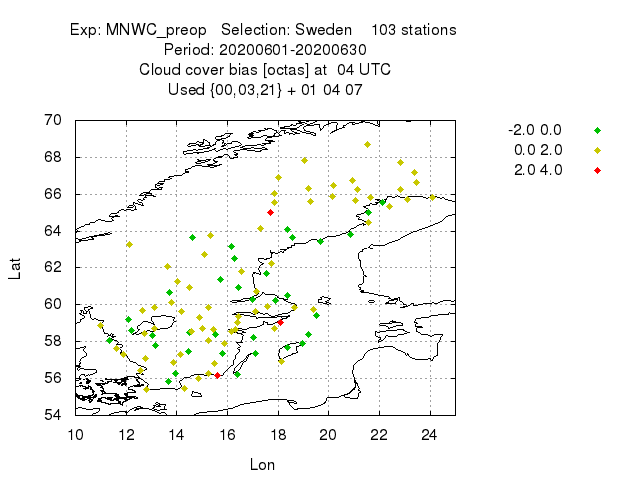 Exp: MNWC_preop   Selection: Sweden    103 stations
Period: 20200601-20200630
Cloud cover bias [octas] at  04 UTC
Used {00,03,21} + 01 04 07
-2.0 0.0
0.0 2.0
2.0 4.0
70
68
66
64
62
60
58
56
54
Lat
10 12 14 16 18 20 22 24
Lon